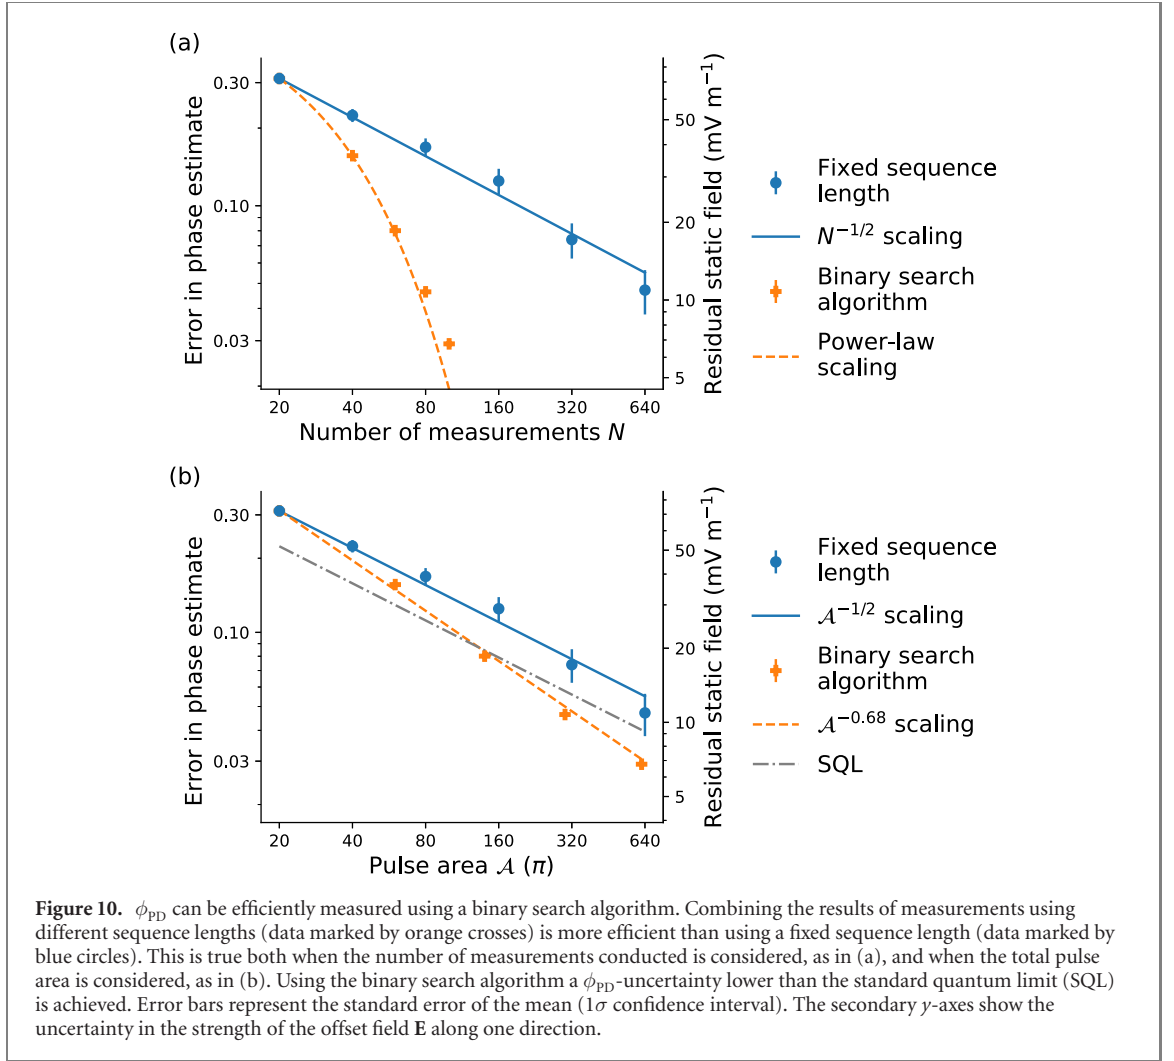 (a)
Error in phase estimate
0.30
0.10
0.03
Residual static field (mV m⁻¹)
50
20
10
5
20 40 80 160 320 640
Number of measurements N
Fixed sequence
length
N⁻¹/² scaling
Binary search
algorithm
Power-law
scaling
(b)
Error in phase estimate
0.30
0.10
0.03
Residual static field (mV m⁻¹)
50
20
10
5
20 40 80 160 320 640
Pulse area 𝒜 (π)
Fixed sequence
length
𝒜⁻¹/² scaling
Binary search
algorithm
𝒜⁻⁰·⁶⁸ scaling
SQL
Figure 10. ϕPD can be efficiently measured using a binary search algorithm. Combining the results of measurements using
different sequence lengths (data marked by orange crosses) is more efficient than using a fixed sequence length (data marked by
blue circles). This is true both when the number of measurements conducted is considered, as in (a), and when the total pulse
area is considered, as in (b). Using the binary search algorithm a ϕPD-uncertainty lower than the standard quantum limit (SQL)
is achieved. Error bars represent the standard error of the mean (1σ confidence interval). The secondary y-axes show the
uncertainty in the strength of the offset field E along one direction.